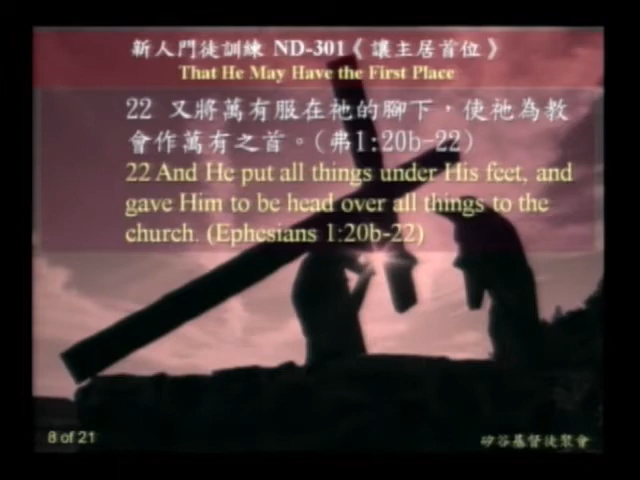 新人門徒訓練 ND-301《讓主居首位》
That He May Have the First Place
22 又將萬有服在祂的腳下，使祂為教
會作萬有之首。(弗1:20b-22)
22 And He put all things under His feet, and
gave Him to be head over all things to the
church. (Ephesians 1:20b-22)
8 of 21
矽谷基督徒聚會